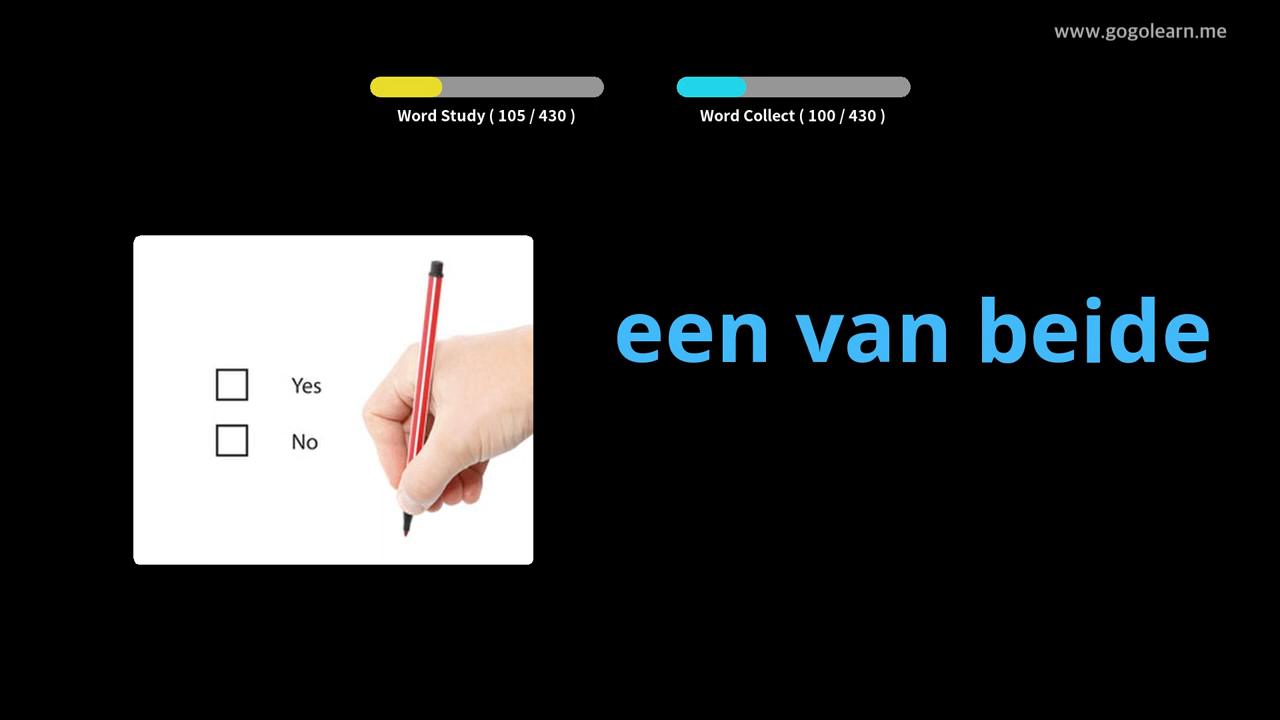 www.gogolearn.me
Word Study ( 105 / 430 )
Word Collect ( 100 / 430 )
een van beide
Yes
No